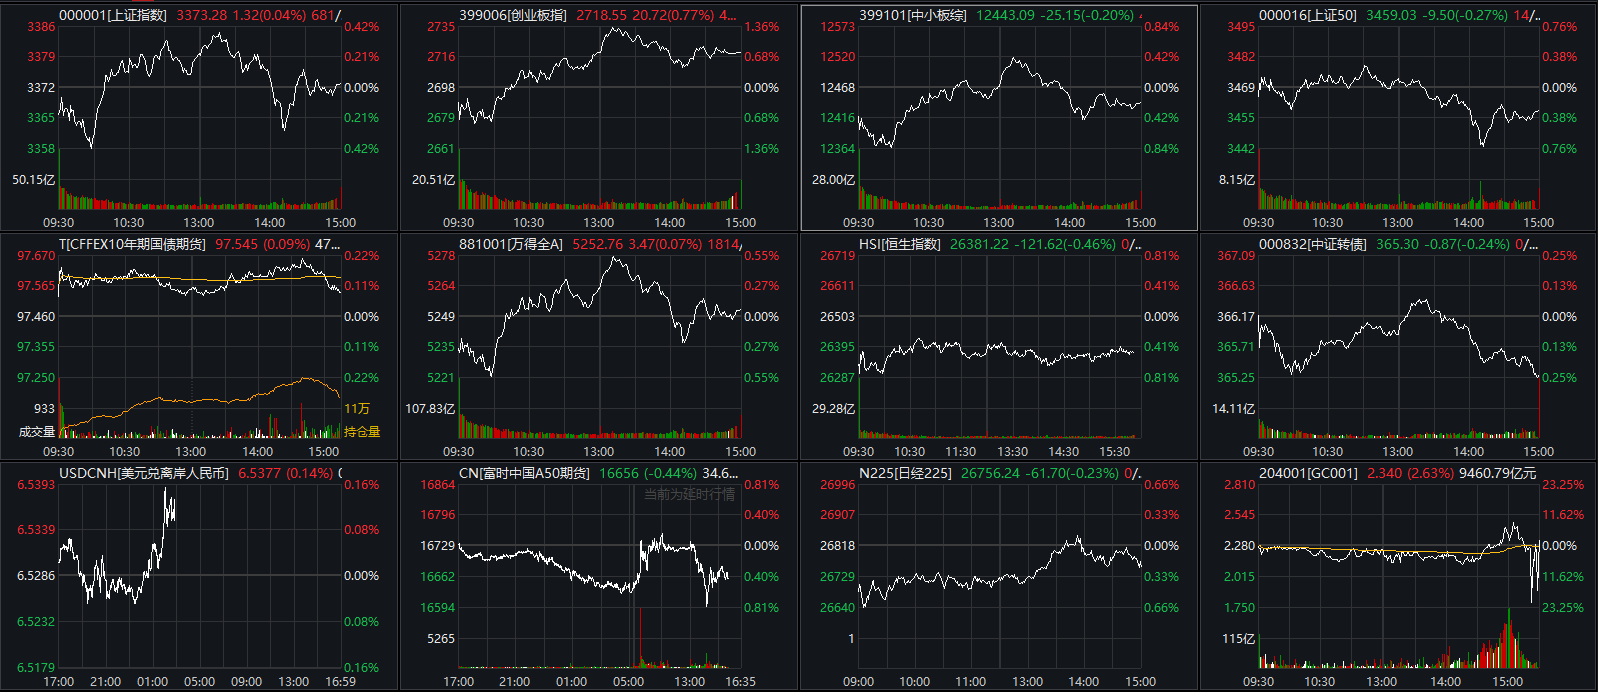 000001[上证指数] 3373.28 1.32(0.04%) 681/
3386 0.42%
3379 0.21%
3372 0.00%
3365 0.21%
3358 0.42%
50.15亿
09:30 10:30 13:00 14:00 15:00
399006[创业板指] 2718.55 20.72(0.77%) 4...
2735 1.36%
2716 0.68%
2698 0.00%
2679 0.68%
2661 1.36%
20.51亿
09:30 10:30 13:00 14:00 15:00
399101[中小板综] 12443.09 -25.15(-0.20%)
12573 0.84%
12520 0.42%
12468 0.00%
12416 0.42%
12364 0.84%
28.00亿
09:30 10:30 13:00 14:00 15:00
000016[上证50] 3459.03 -9.50(-0.27%) 14/..
3495 0.76%
3482 0.38%
3469 0.00%
3455 0.38%
3442 0.76%
8.15亿
09:30 10:30 13:00 14:00 15:00
T[CFFEX10年期国债期货] 97.545 (0.09%) 47...
97.670 0.22%
97.565 0.11%
97.460 0.00%
97.355 0.11%
97.250 0.22%
933 11万
成交量 持仓量
09:30 10:30 13:00 14:00 15:00
881001[万得全A] 5252.76 3.47(0.07%) 1814/
5278 0.55%
5264 0.27%
5249 0.00%
5235 0.27%
5221 0.55%
107.83亿
09:30 10:30 13:00 14:00 15:00
HSI[恒生指数] 26381.22 -121.62(-0.46%) 0/..
26719 0.81%
26611 0.41%
26503 0.00%
26395 0.41%
26287 0.81%
29.28亿
09:30 10:30 11:30 13:30 14:30 15:30
000832[中证转债] 365.30 -0.87(-0.24%) 0/...
367.09 0.25%
366.63 0.13%
366.17 0.00%
365.71 0.13%
365.25 0.25%
14.11亿
09:30 10:30 13:00 14:00 15:00
USDCNH[美元兑离岸人民币] 6.5377 (0.14%)
6.5393 0.16%
6.5339 0.08%
6.5286 0.00%
6.5232 0.08%
6.5179 0.16%
17:00 21:00 01:00 05:00 09:00 13:00 16:59
CN[富时中国A50期货] 16656 (-0.44%) 34.6...
当前为延时行情
16864 0.81%
16796 0.40%
16729 0.00%
16662 0.40%
16594 0.81%
5265
17:00 21:00 01:00 05:00 13:00 16:35
N225[日经225] 26756.24 -61.70(-0.23%) 0/.
26996 0.66%
26907 0.33%
26818 0.00%
26729 0.33%
26640 0.66%
1
09:00 10:00 11:00 13:00 14:00 15:00
204001[GC001] 2.340 (2.63%) 9460.79亿元
2.810 23.25%
2.545 11.62%
2.280 0.00%
2.015 11.62%
1.750 23.25%
115亿
09:30 10:30 13:00 14:00 15:00